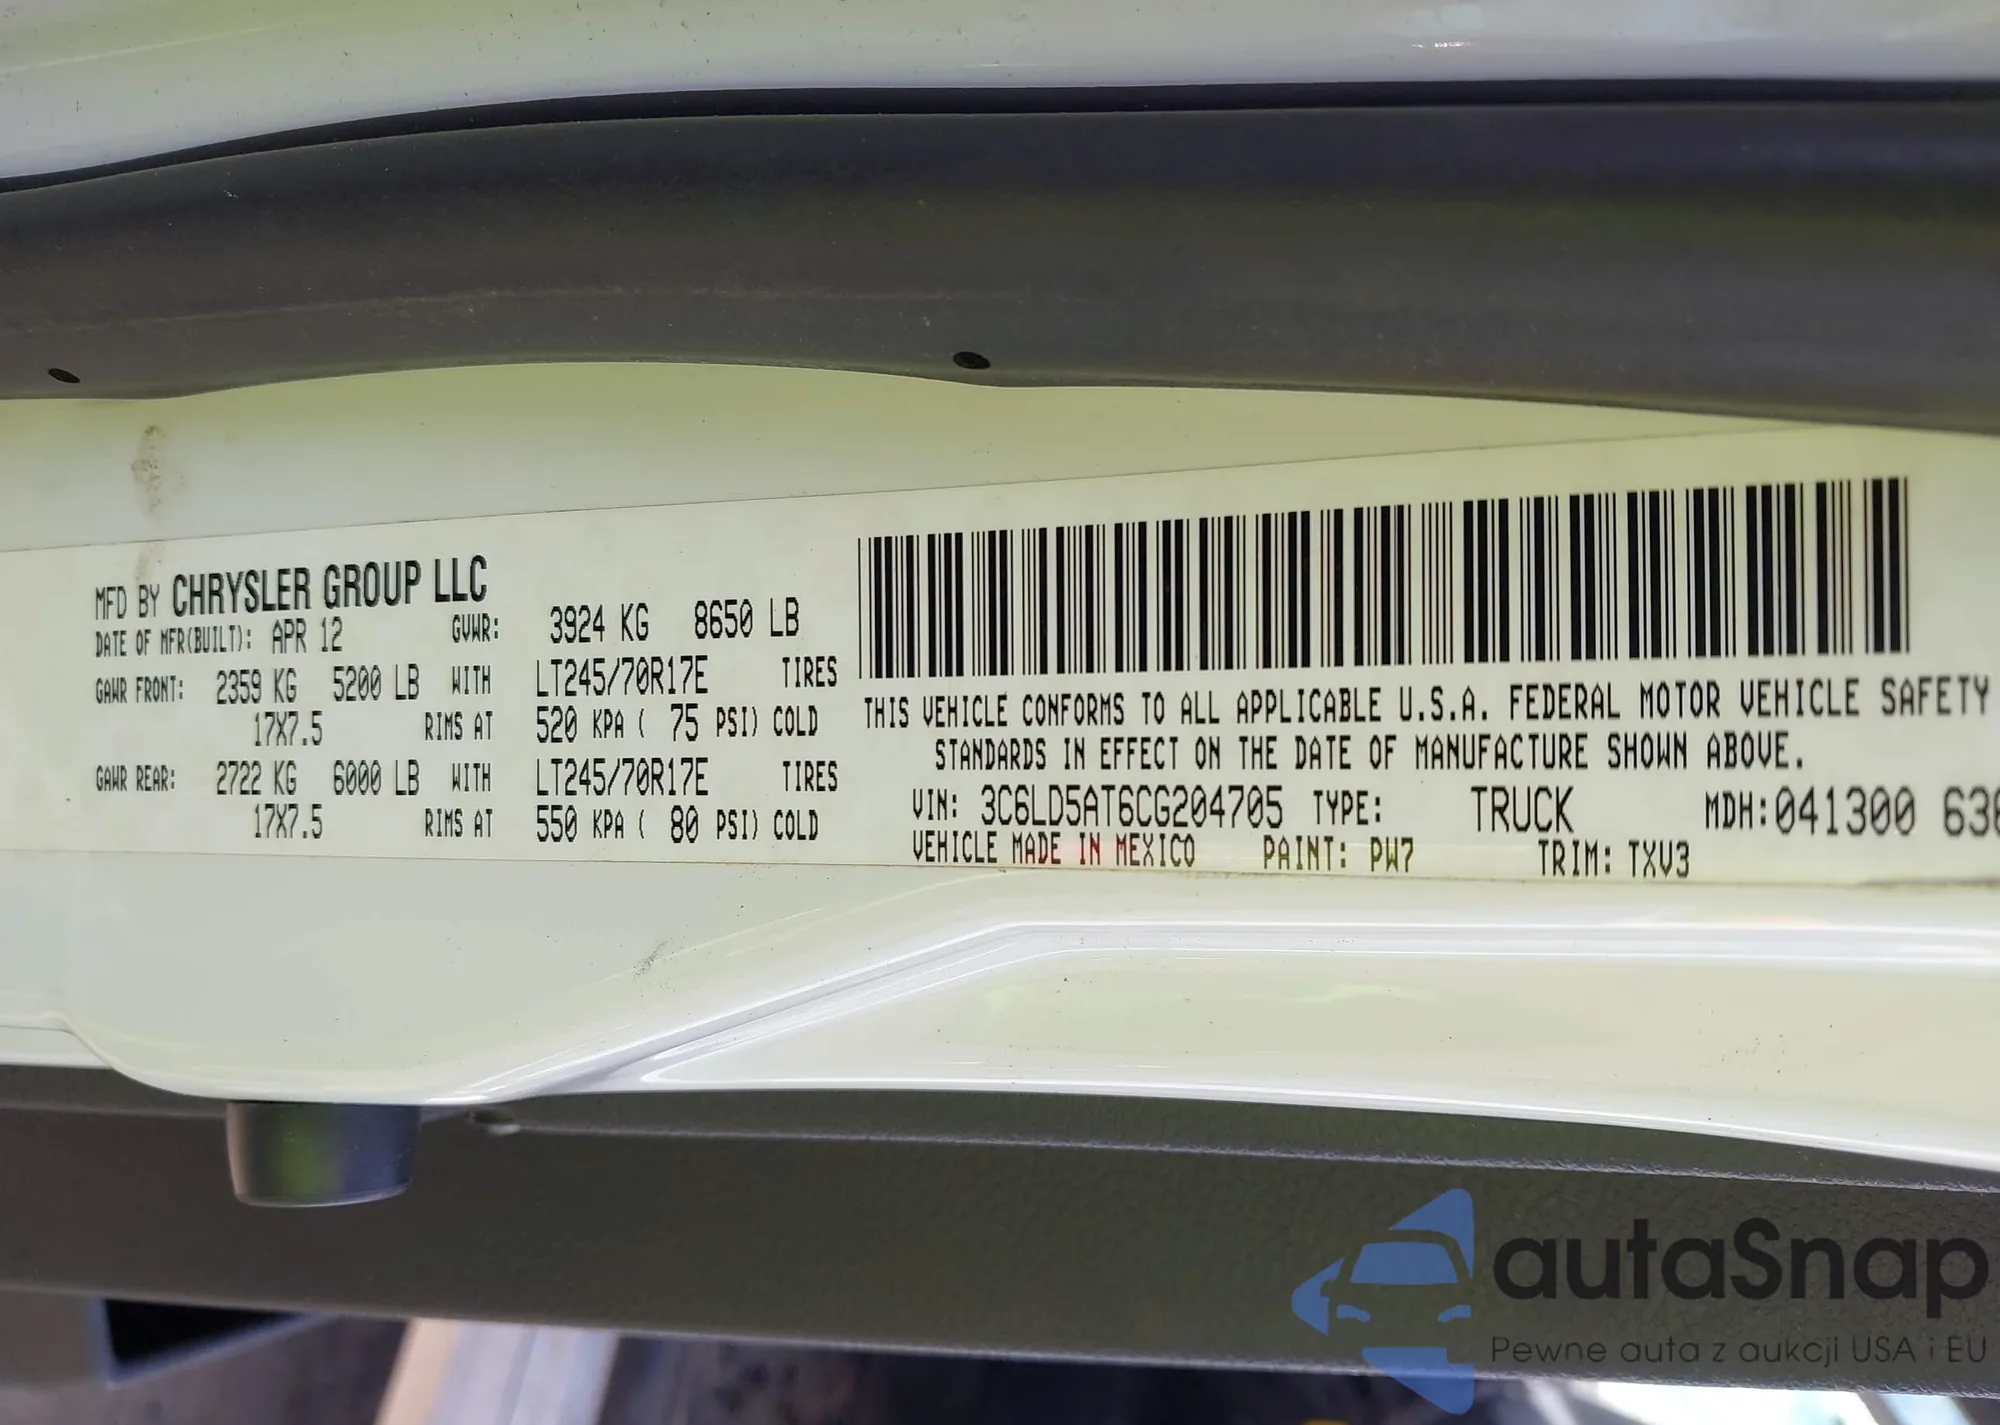 MFD BY CHRYSLER GROUP LLC
DATE OF MFR(BUILT): APR 12 GVWR: 3924 KG 8650 LB
GAWR FRONT: 2359 KG 5200 LB WITH LT245/70R17E TIRES
17X7.5 RIMS AT 520 KPA ( 75 PSI) COLD
GAWR REAR: 2722 KG 6000 LB WITH LT245/70R17E TIRES
17X7.5 RIMS AT 550 KPA ( 80 PSI) COLD
THIS VEHICLE CONFORMS TO ALL APPLICABLE U.S.A. FEDERAL MOTOR VEHICLE SAFETY
STANDARDS IN EFFECT ON THE DATE OF MANUFACTURE SHOWN ABOVE.
VIN: 3C6LD5AT6CG204705 TYPE: TRUCK MDH:041300
VEHICLE MADE IN MEXICO PAINT: PW7 TRIM: TXV3
autaSnap
Pewne auta z aukcji USA i EU